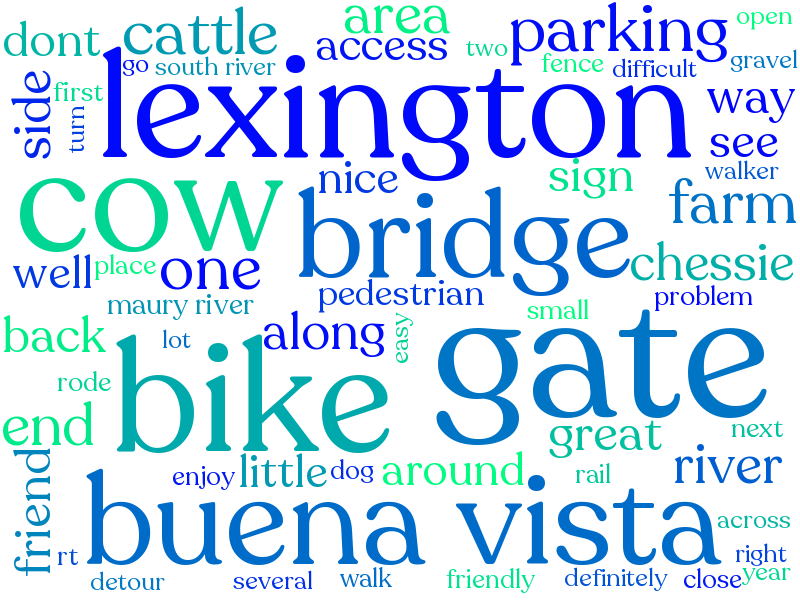 dont
cattle
area
parking
open
access
two
go
south river
fence
difficult
gravel
side
first
turn
lexington
way
see
cow
nice
sign
walker
bridge
farm
well
place
one
chessie
maury river
pedestrian
problem
back
lot
along
easy
small
gate
rode
bike
end
great
next
friend
enjoy
little
dog
around
rail
river
buena vista
across
rt
right
detour
several
walk
friendly
definitely
close
year